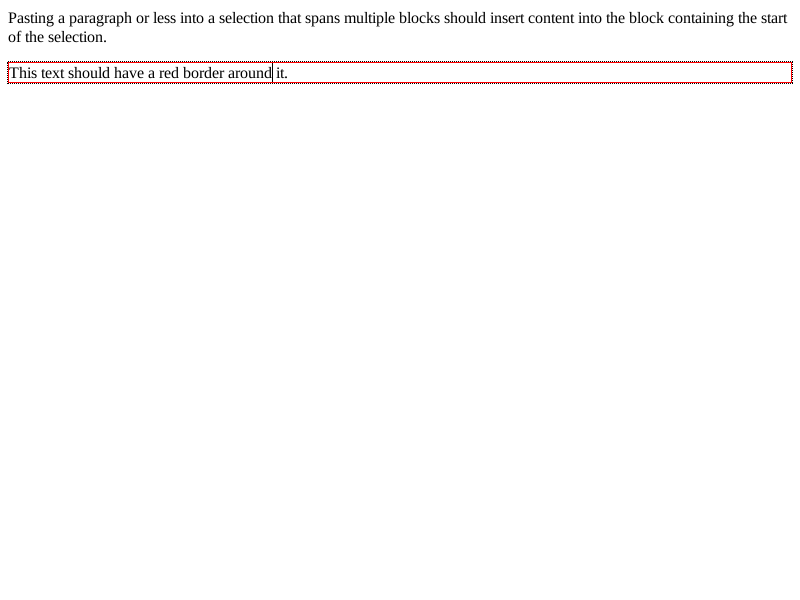 Pasting a paragraph or less into a selection that spans multiple blocks should insert content into the block containing the start
of the selection.
This text should have a red border around it.